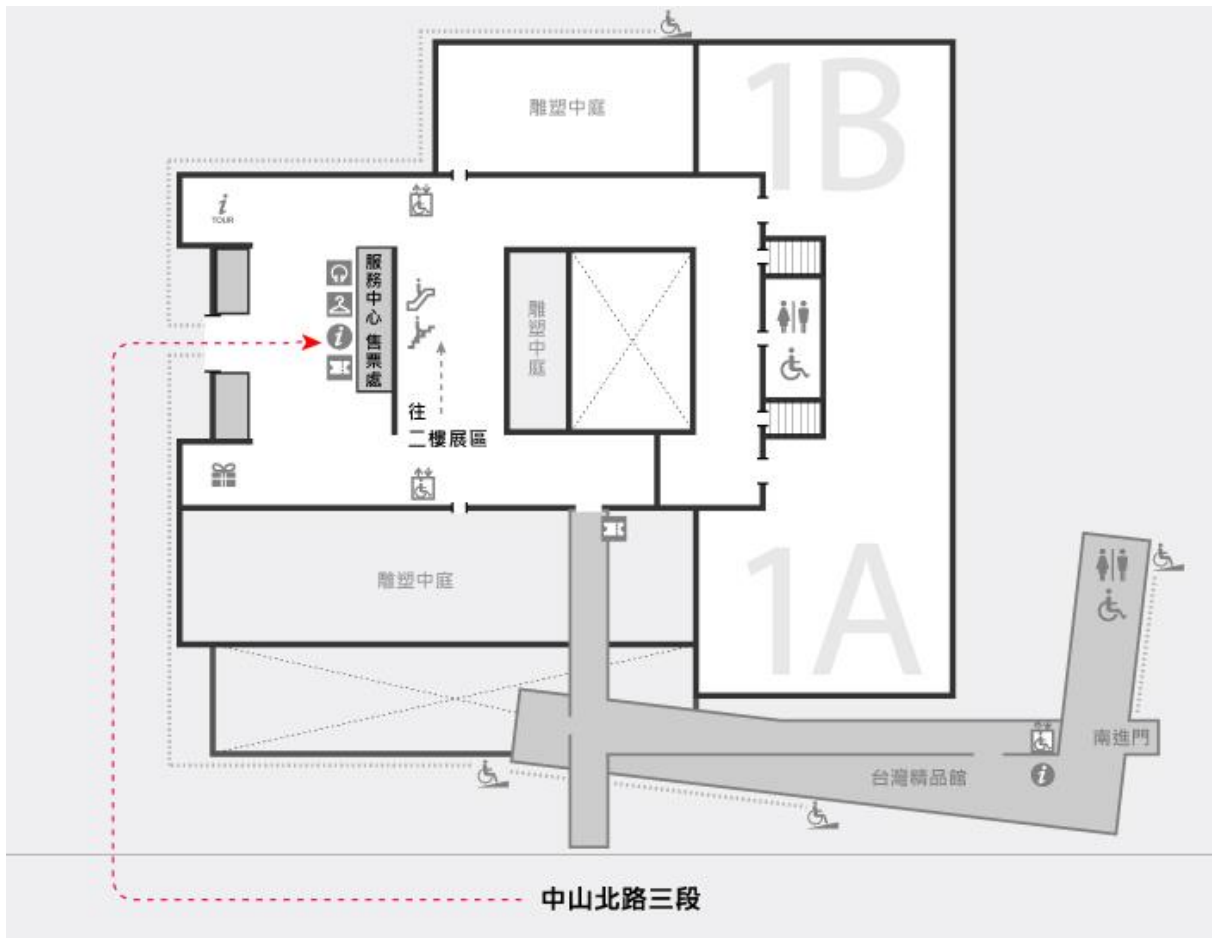 雕塑中庭
1B
i
TOUR
服務中心 售票處
i
雕塑中庭
往
二樓展區
雕塑中庭
1A
南進門
台灣精品館
i
中山北路三段